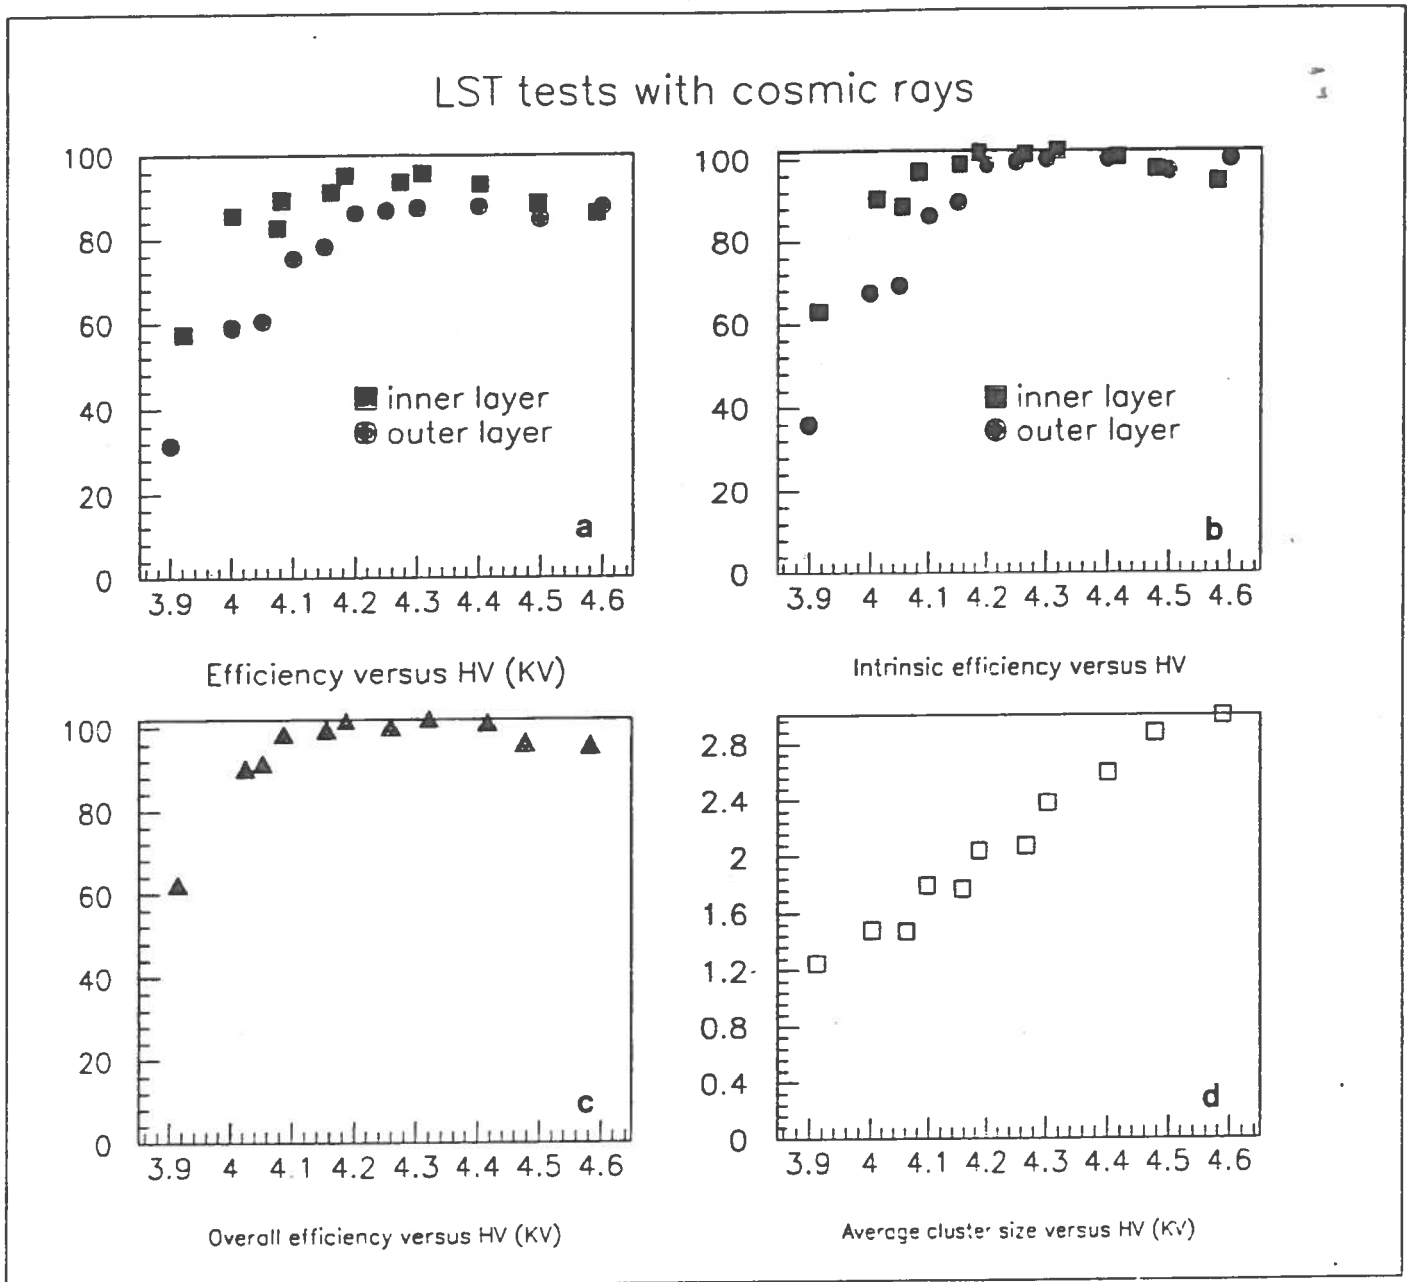 LST tests with cosmic rays
100
80
60
40
20
0
inner layer
outer layer
a
3.9 4 4.1 4.2 4.3 4.4 4.5 4.6
Efficiency versus HV (KV)
100
80
60
40
20
0
inner layer
outer layer
b
3.9 4 4.1 4.2 4.3 4.4 4.5 4.6
Intrinsic efficiency versus HV
100
80
60
40
20
0
c
3.9 4 4.1 4.2 4.3 4.4 4.5 4.6
Overall efficiency versus HV (KV)
2.8
2.4
2
1.6
1.2
0.8
0.4
0
d
3.9 4 4.1 4.2 4.3 4.4 4.5 4.6
Average cluster size versus HV (KV)